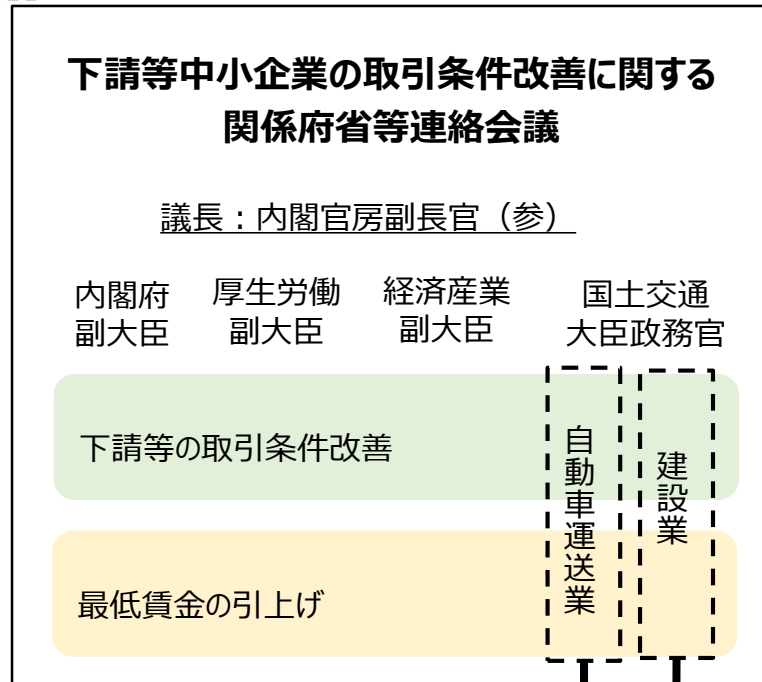 下請等中小企業の取引条件改善に関する
関係府省等連絡会議
議長：内閣官房副長官（参）
内閣府
副大臣
厚生労働
副大臣
経済産業
副大臣
国土交通
大臣政務官
下請等の取引条件改善
自動車運送業
建設業
最低賃金の引上げ